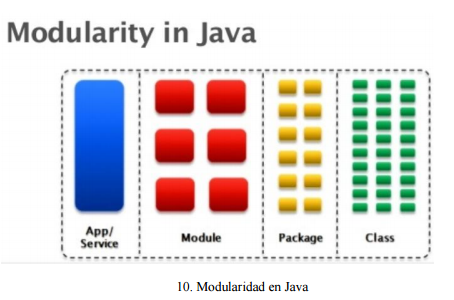 Modularity in Java
App/
Service
Module
Package
Class
10. Modularidad en Java